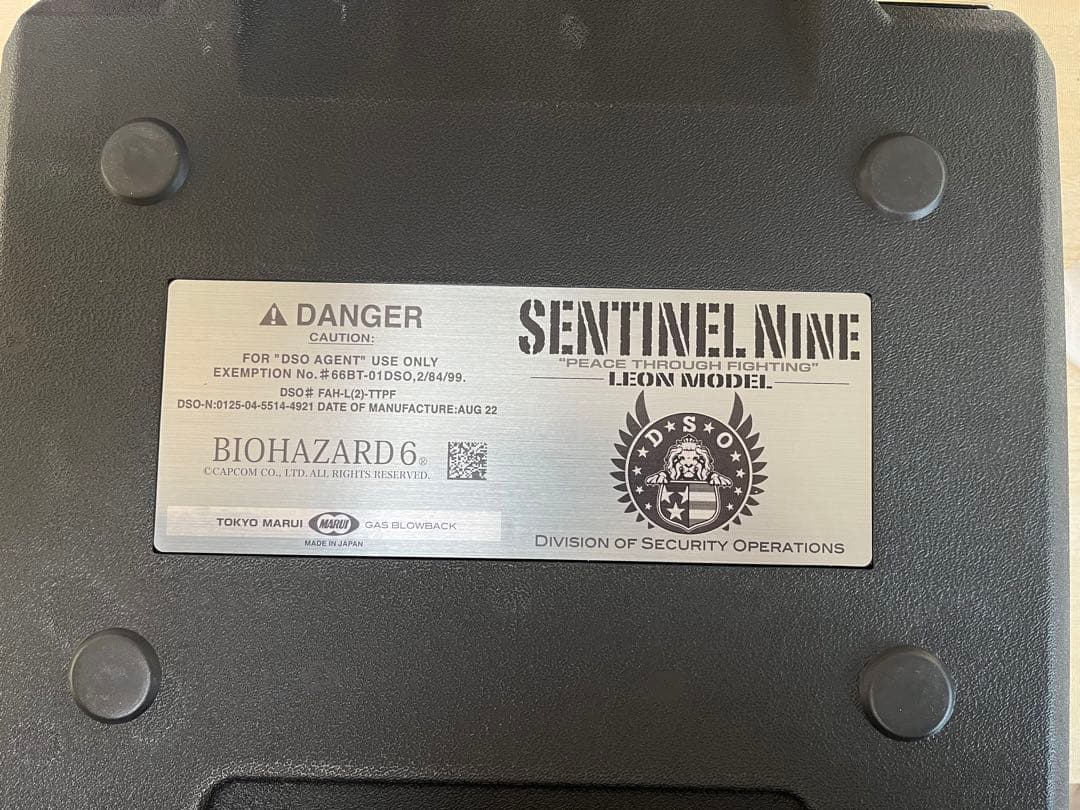 ⚠ DANGER
CAUTION:
FOR "DSO AGENT" USE ONLY
EXEMPTION No.#66BT-01DSO,2/84/99.
DSO# FAH-L(2)-TTPF
DSO-N:0125-04-5514-4921 DATE OF MANUFACTURE:AUG 22
BIOHAZARD 6®
©CAPCOM CO., LTD. ALL RIGHTS RESERVED.
TOKYO MARUI MARUI GAS BLOWBACK
MADE IN JAPAN
SENTINEL NINE
"PEACE THROUGH FIGHTING"
LEON MODEL
D★S★O
DIVISION OF SECURITY OPERATIONS